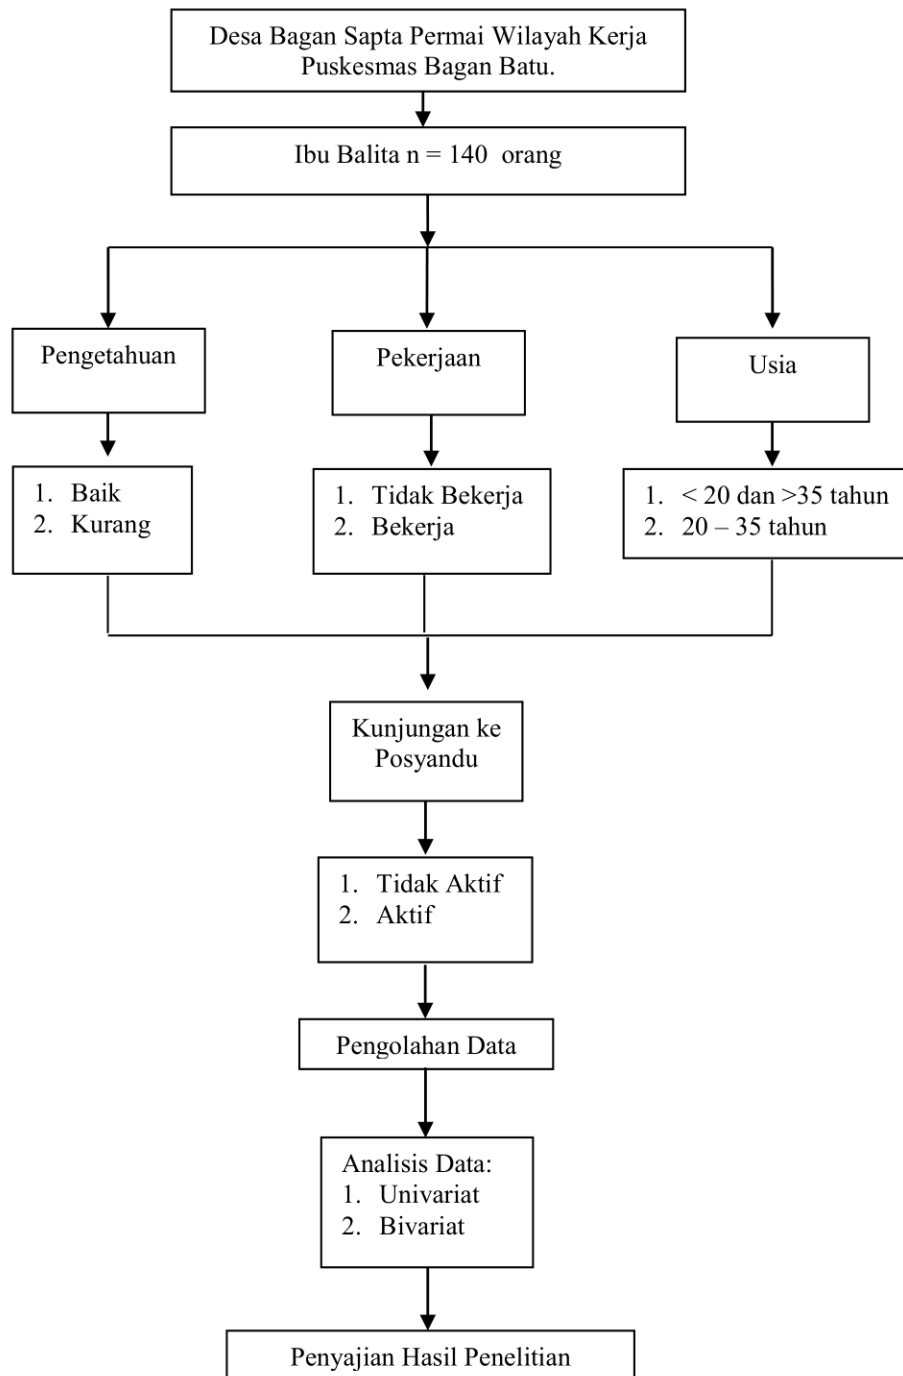 Desa Bagan Sapta Permai Wilayah Kerja
Puskesmas Bagan Batu.
Ibu Balita n = 140 orang
Pengetahuan
Pekerjaan
Usia
1. Baik
2. Kurang
1. Tidak Bekerja
2. Bekerja
1. < 20 dan >35 tahun
2. 20 – 35 tahun
Kunjungan ke
Posyandu
1. Tidak Aktif
2. Aktif
Pengolahan Data
Analisis Data:
1. Univariat
2. Bivariat
Penyajian Hasil Penelitian